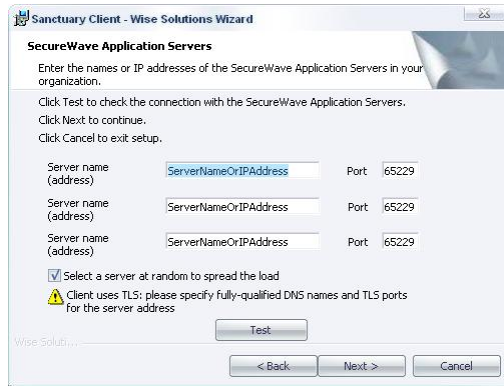 Sanctuary Client - Wise Solutions Wizard
SecureWave Application Servers
Enter the names or IP addresses of the SecureWave Application Servers in your
organization.
Click Test to check the connection with the SecureWave Application Servers.
Click Next to continue.
Click Cancel to exit setup.
Server name
(address)
ServerNameOrIPAddress Port 65229
Server name
(address)
ServerNameOrIPAddress Port 65229
Server name
(address)
ServerNameOrIPAddress Port 65229
Select a server at random to spread the load
Client uses TLS: please specify fully-qualified DNS names and TLS ports
for the server address
Test
Wise Soluti...
< Back Next > Cancel